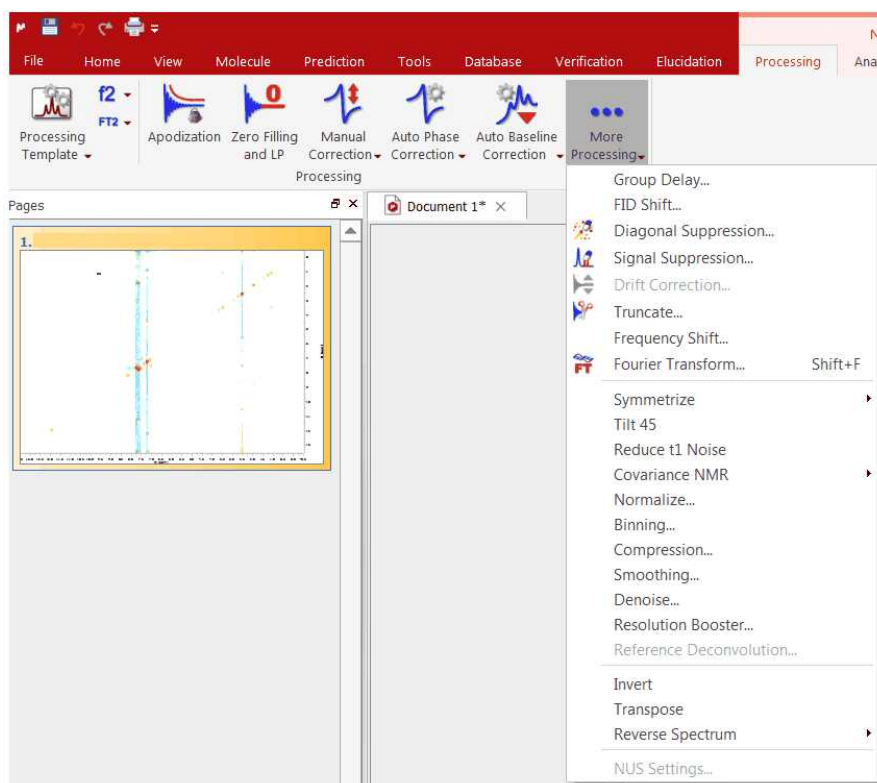 N
File Home View Molecule Prediction Tools Database Verification Elucidation Processing Ana
f2
FT2
0
Processing Template
Apodization
Zero Filling and LP
Manual Correction
Auto Phase Correction
Auto Baseline Correction
More Processing
Processing
Pages
Document 1*
1.
Group Delay...
FID Shift...
Diagonal Suppression...
Signal Suppression...
Drift Correction...
Truncate...
Frequency Shift...
FT Fourier Transform... Shift+F
Symmetrize
Tilt 45
Reduce t1 Noise
Covariance NMR
Normalize...
Binning...
Compression...
Smoothing...
Denoise...
Resolution Booster...
Reference Deconvolution...
Invert
Transpose
Reverse Spectrum
NUS Settings...